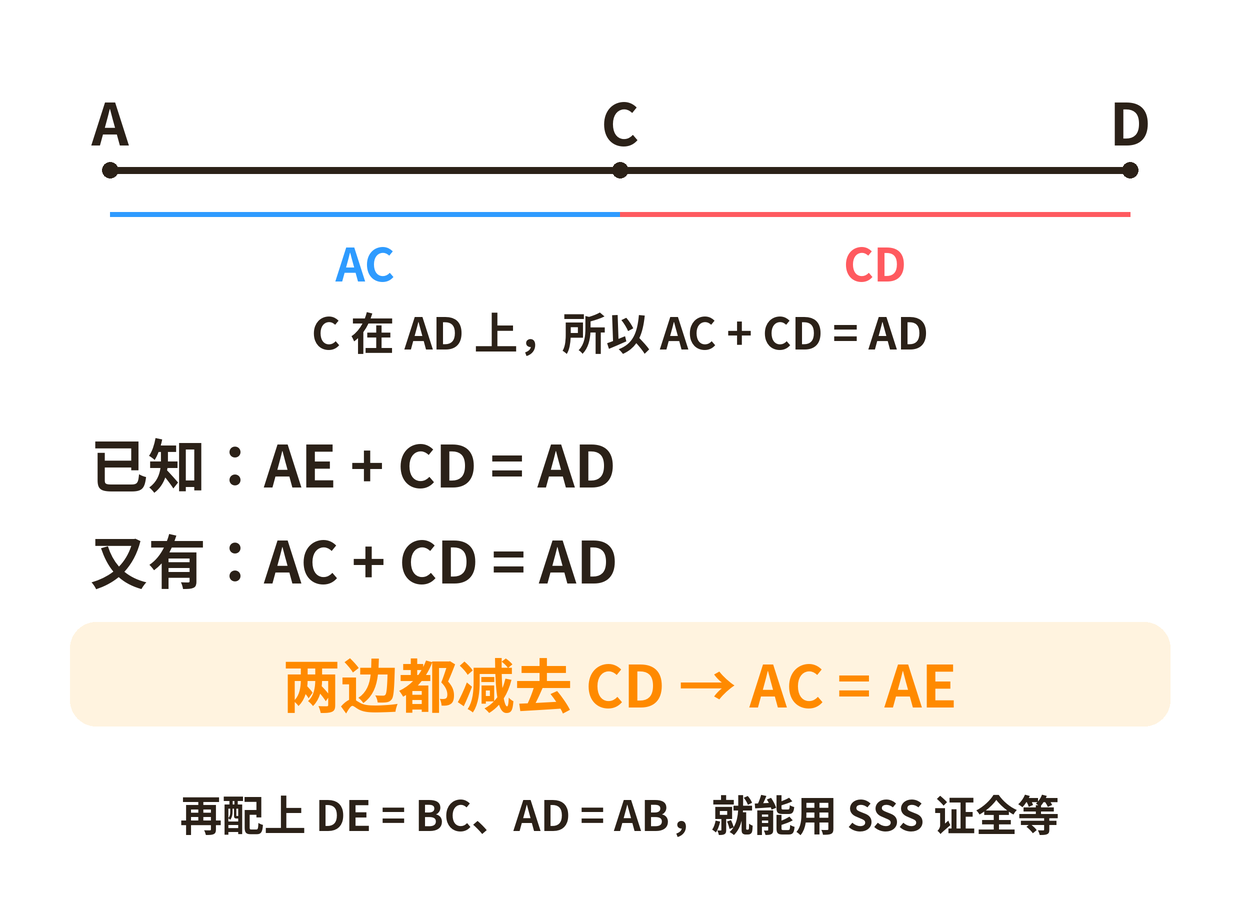 A C D
AC CD
C 在 AD 上，所以 AC + CD = AD
已知：AE + CD = AD
又有：AC + CD = AD
两边都减去 CD → AC = AE
再配上 DE = BC、AD = AB，就能用 SSS 证全等